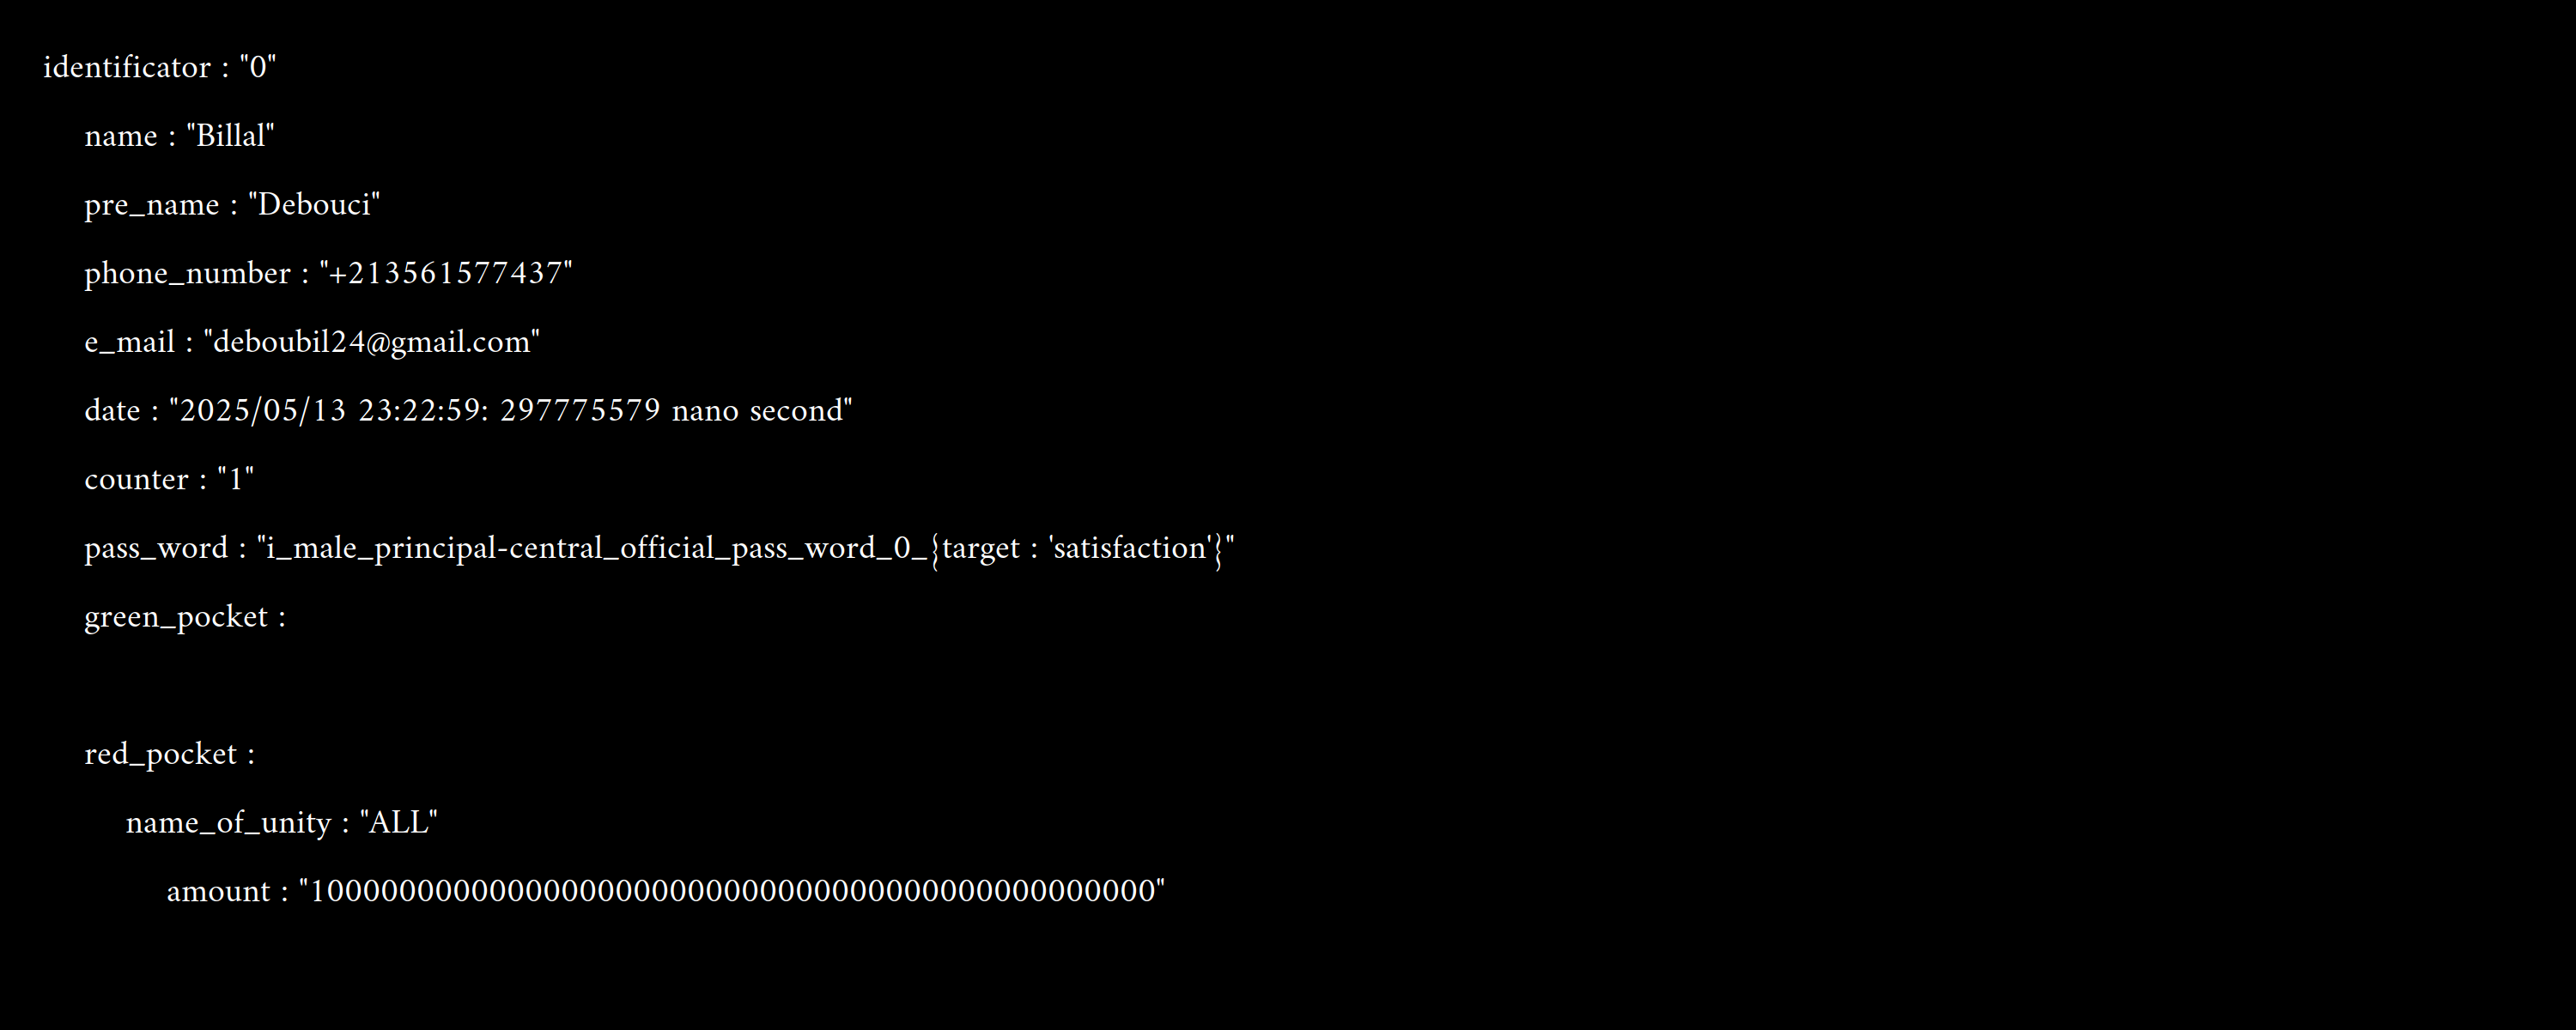 identificator : "0"
name : "Billal"
pre_name : "Debouci"
phone_number : "+213561577437"
e_mail : "deboubil24@gmail.com"
date : "2025/05/13 23:22:59: 297775579 nano second"
counter : "1"
pass_word : "i_male_principal-central_official_pass_word_0_{target : 'satisfaction'}"
green_pocket :
red_pocket :
name_of_unity : "ALL"
amount : "10000000000000000000000000000000000000000000000"